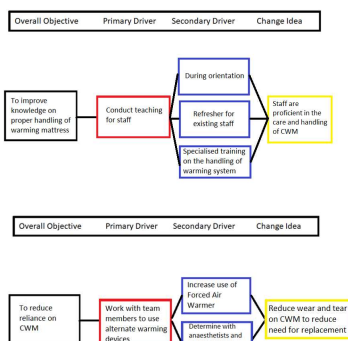 Overall Objective Primary Driver Secondary Driver Change Idea
During orientation
To improve
knowledge on
proper handling of
warming mattress
Conduct teaching
for staff
Refresher for
existing staff
Staff are
proficient in the
care and handling
of CWM
Specialised training
on the handling of
warming system
Overall Objective Primary Driver Secondary Driver Change Idea
Increase use of
Forced Air
Warmer
To reduce
reliance on
CWM
Work with team
members to use
alternate warming
devices
Reduce wear and tear
on CWM to reduce
need for replacement
Determine with
anaesthetists and